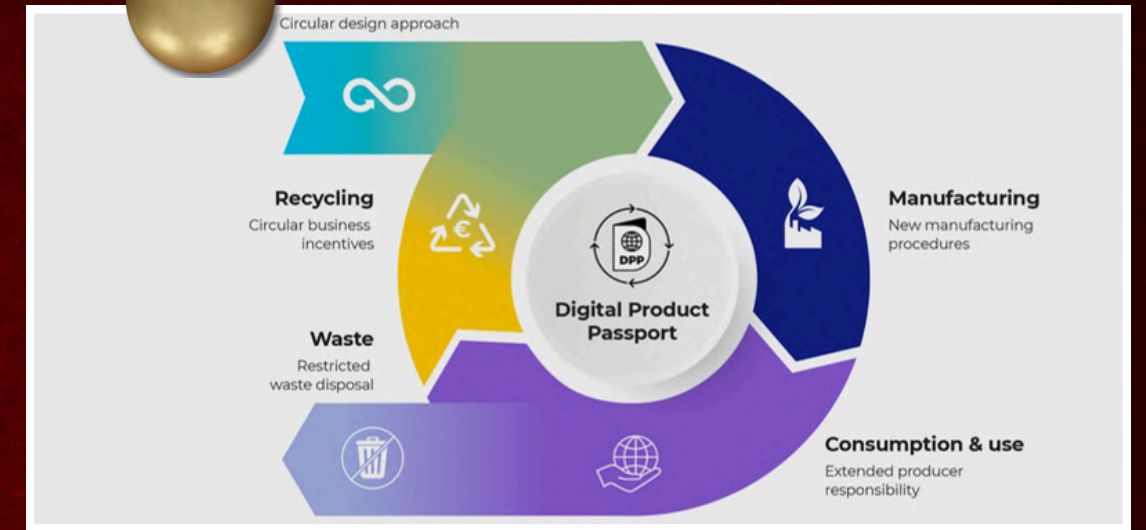 Circular design approach
Recycling
Circular business
incentives
€
Manufacturing
New manufacturing
procedures
DPP
Digital Product
Passport
Waste
Restricted
waste disposal
Consumption & use
Extended producer
responsibility